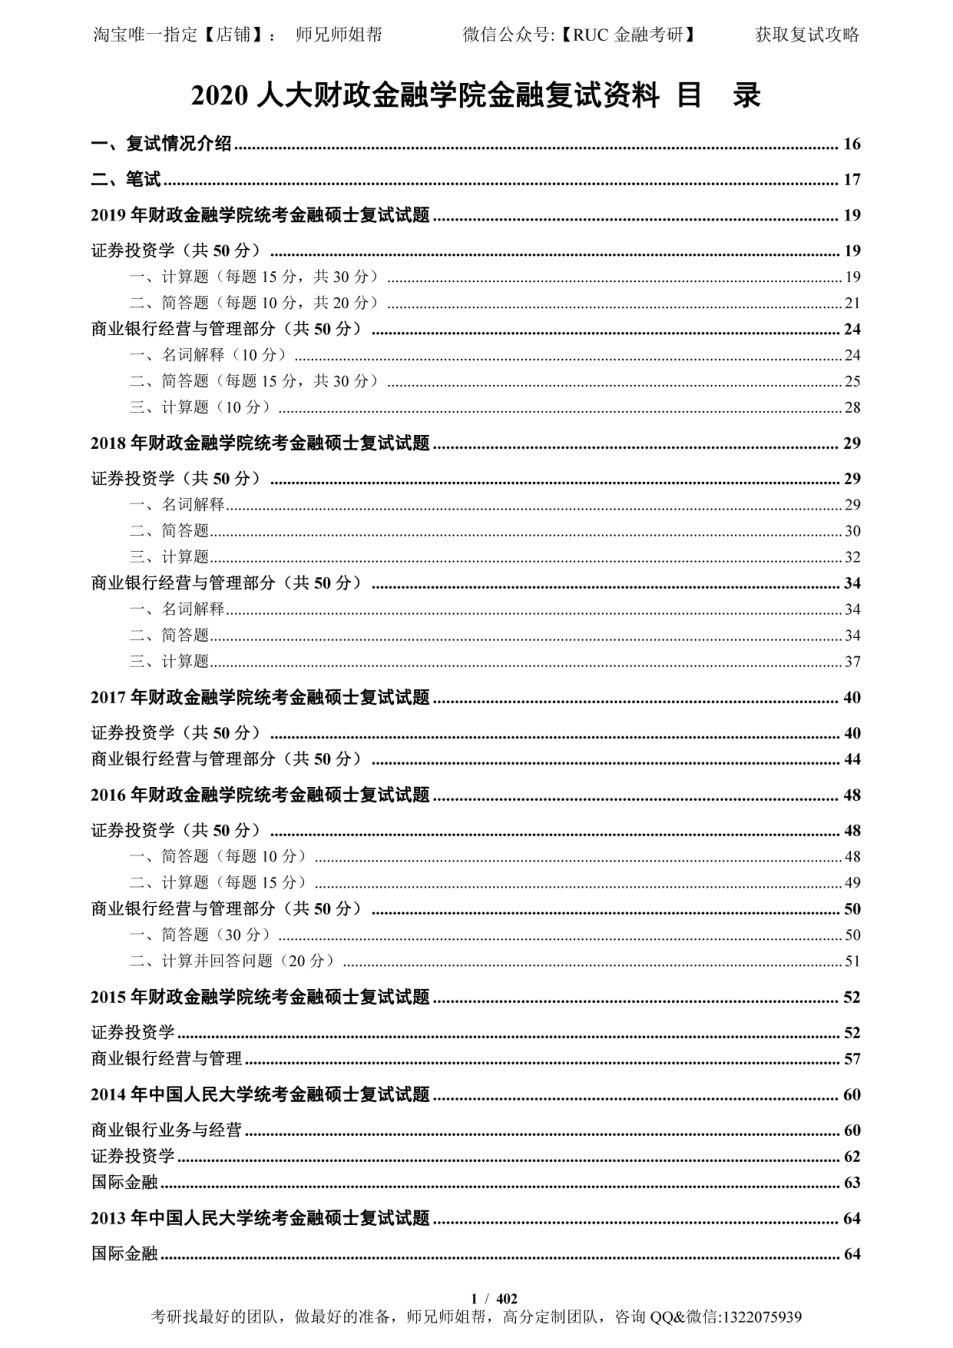 淘宝唯一指定【店铺】： 师兄师姐帮 微信公众号:【RUC 金融考研】 获取复试攻略
2020 人大财政金融学院金融复试资料 目 录
一、复试情况介绍 16
二、笔试 17
2019 年财政金融学院统考金融硕士复试试题 19
证券投资学（共 50 分） 19
一、计算题（每题 15 分，共 30 分） 19
二、简答题（每题 10 分，共 20 分） 21
商业银行经营与管理部分（共 50 分） 24
一、名词解释（10 分） 24
二、简答题（每题 15 分，共 30 分） 25
三、计算题（10 分） 28
2018 年财政金融学院统考金融硕士复试试题 29
证券投资学（共 50 分） 29
一、名词解释 29
二、简答题 30
三、计算题 32
商业银行经营与管理部分（共 50 分） 34
一、名词解释 34
二、简答题 34
三、计算题 37
2017 年财政金融学院统考金融硕士复试试题 40
证券投资学（共 50 分） 40
商业银行经营与管理部分（共 50 分） 44
2016 年财政金融学院统考金融硕士复试试题 48
证券投资学（共 50 分） 48
一、简答题（每题 10 分） 48
二、计算题（每题 15 分） 49
商业银行经营与管理部分（共 50 分） 50
一、简答题（30 分） 50
二、计算并回答问题（20 分） 51
2015 年财政金融学院统考金融硕士复试试题 52
证券投资学 52
商业银行经营与管理 57
2014 年中国人民大学统考金融硕士复试试题 60
商业银行业务与经营 60
证券投资学 62
国际金融 63
2013 年中国人民大学统考金融硕士复试试题 64
国际金融 64
1 / 402
考研找最好的团队，做最好的准备，师兄师姐帮，高分定制团队，咨询 QQ&微信:1322075939